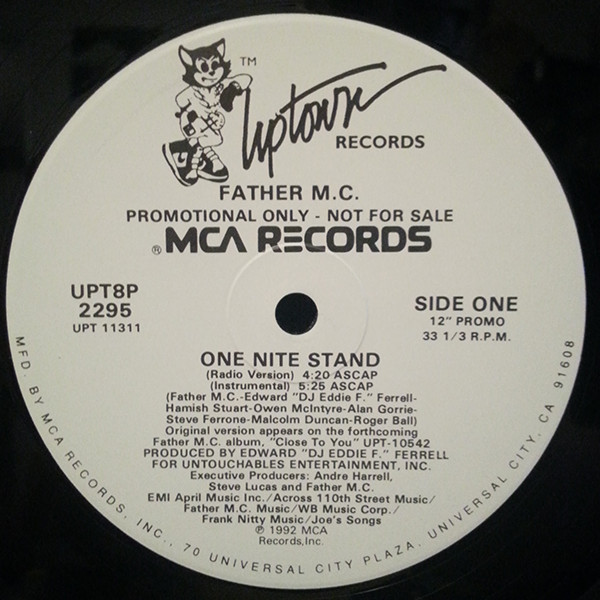 TM
Uptown
RECORDS
FATHER M.C.
PROMOTIONAL ONLY - NOT FOR SALE
® MCA RECORDS
UPT8P
2295
UPT 11311
SIDE ONE
12" PROMO
33 1/3 R.P.M.
ONE NITE STAND
(Radio Version) 4:20 ASCAP
(Instrumental) 5:25 ASCAP
(Father M.C.-Edward "DJ Eddie F." Ferrell-
Hamish Stuart-Owen McIntyre-Alan Gorrie-
Steve Ferrone-Malcolm Duncan-Roger Ball)
Original version appears on the forthcoming
Father M.C. album, "Close To You" UPT-10542
PRODUCED BY EDWARD "DJ EDDIE F." FERRELL
FOR UNTOUCHABLES ENTERTAINMENT, INC.
Executive Producers: Andre Harrell,
Steve Lucas and Father M.C.
EMI April Music Inc./Across 110th Street Music/
Father M.C. Music/WB Music Corp./
Frank Nitty Music/Joe's Songs
℗ 1992 MCA
Records, Inc.
MFD. BY MCA RECORDS, INC., 70 UNIVERSAL CITY PLAZA, UNIVERSAL CITY, CA 91608